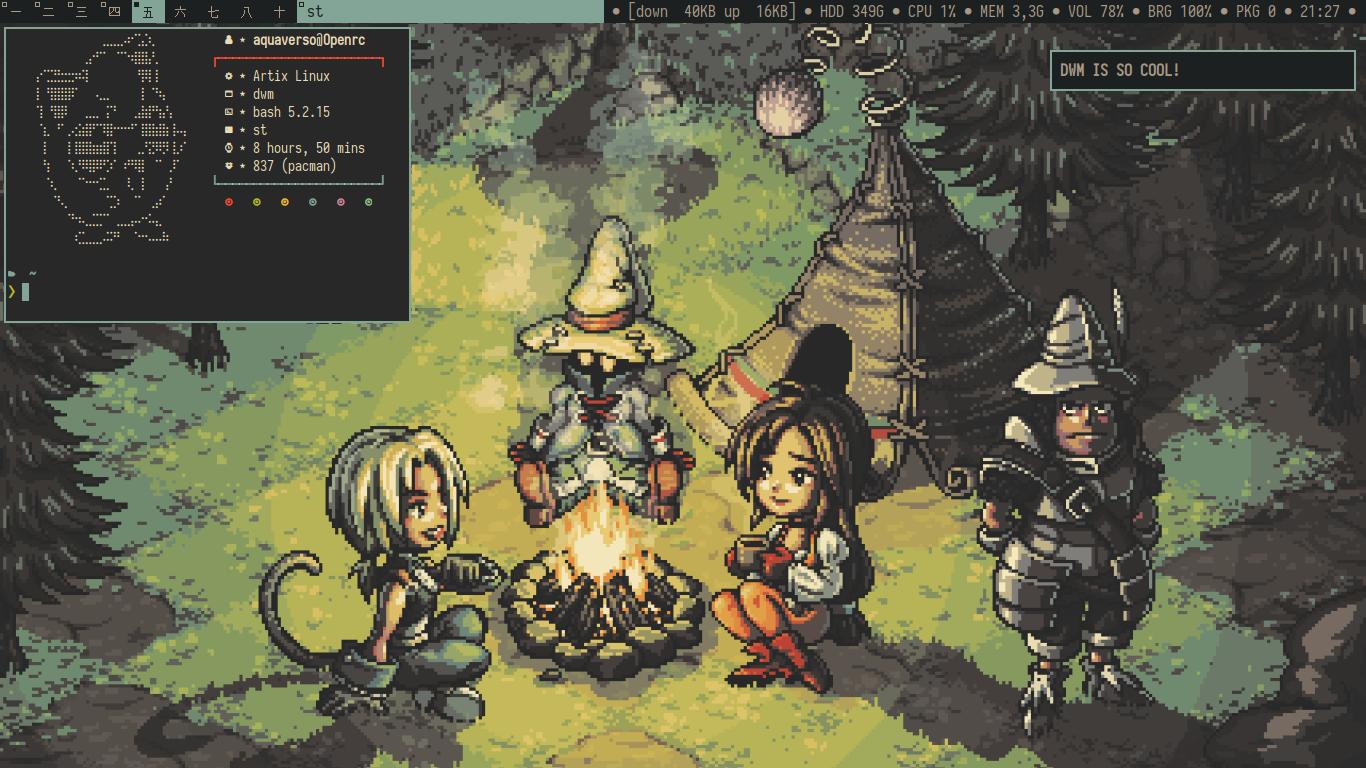 一 二 三 四 五 六 七 八 十 st ● [down 40KB up 16KB] ● HDD 349G ● CPU 1% ● MEM 3,3G ● VOL 78% ● BRG 100% ● PKG 0 ● 21:27 ●
aquaverso@Openrc
Artix Linux
dwm
bash 5.2.15
st
8 hours, 50 mins
837 (pacman)
~
❯
DWM IS SO COOL!